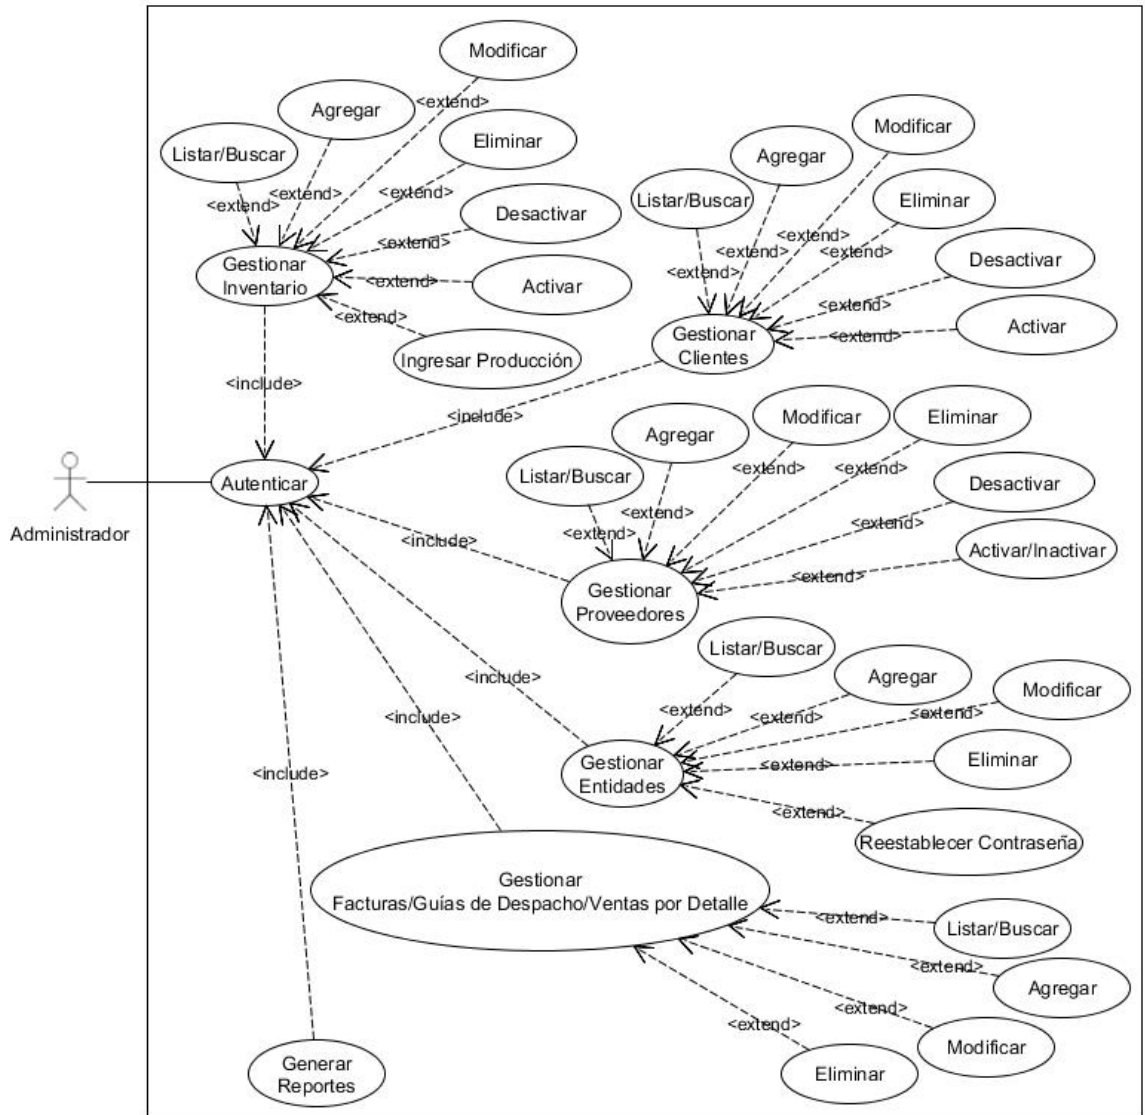 Modificar
<extend>
Agregar
Eliminar
Listar/Buscar
<extend>
<extend>
<extend>
Desactivar
<extend>
Gestionar
Inventario
<extend>
Activar
<extend>
Ingresar Producción
<include>
Modificar
Agregar
Listar/Buscar
Eliminar
<extend>
<extend>
<extend>
<extend>
Desactivar
<extend>
Gestionar
Clientes
<extend>
Activar
<include>
Administrador
Autenticar
Modificar
Eliminar
Agregar
Listar/Buscar
<extend>
<extend>
Desactivar
<extend>
<extend>
<extend>
Activar/Inactivar
<extend>
Gestionar
Proveedores
<include>
Listar/Buscar
Agregar
Modificar
<extend>
<extend>
<extend>
<include>
Gestionar
Entidades
<extend>
Eliminar
<extend>
Reestablecer Contraseña
<include>
<include>
Gestionar
Facturas/Guías de Despacho/Ventas por Detalle
<extend>
Listar/Buscar
<extend>
Agregar
<extend>
Modificar
<extend>
Eliminar
Generar
Reportes